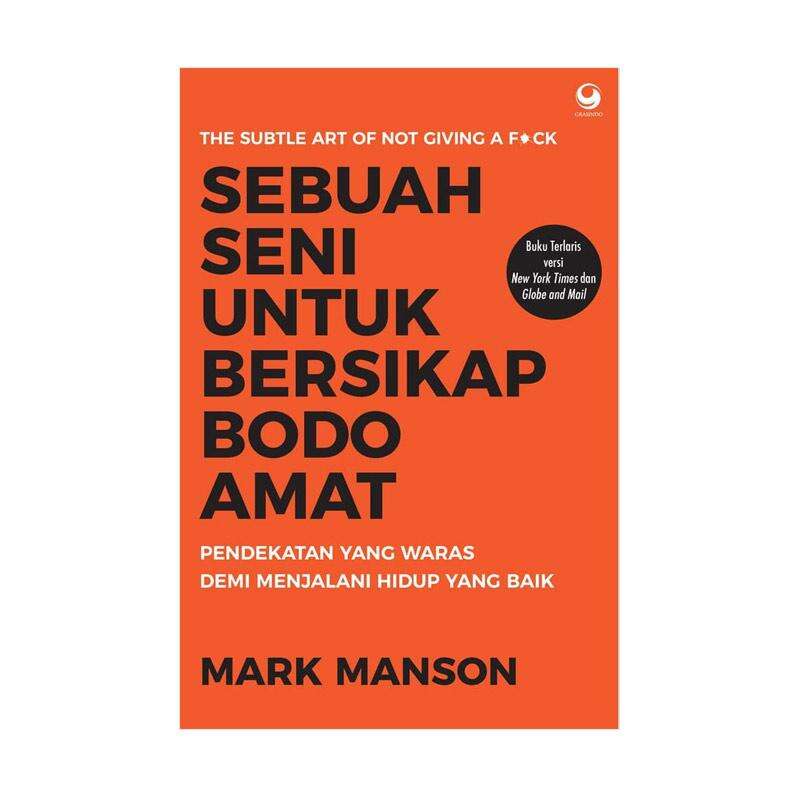 GRASINDO
THE SUBTLE ART OF NOT GIVING A F*CK
SEBUAH
SENI
UNTUK
BERSIKAP
BODO
AMAT
Buku Terlaris
versi
New York Times dan
Globe and Mail
PENDEKATAN YANG WARAS
DEMI MENJALANI HIDUP YANG BAIK
MARK MANSON